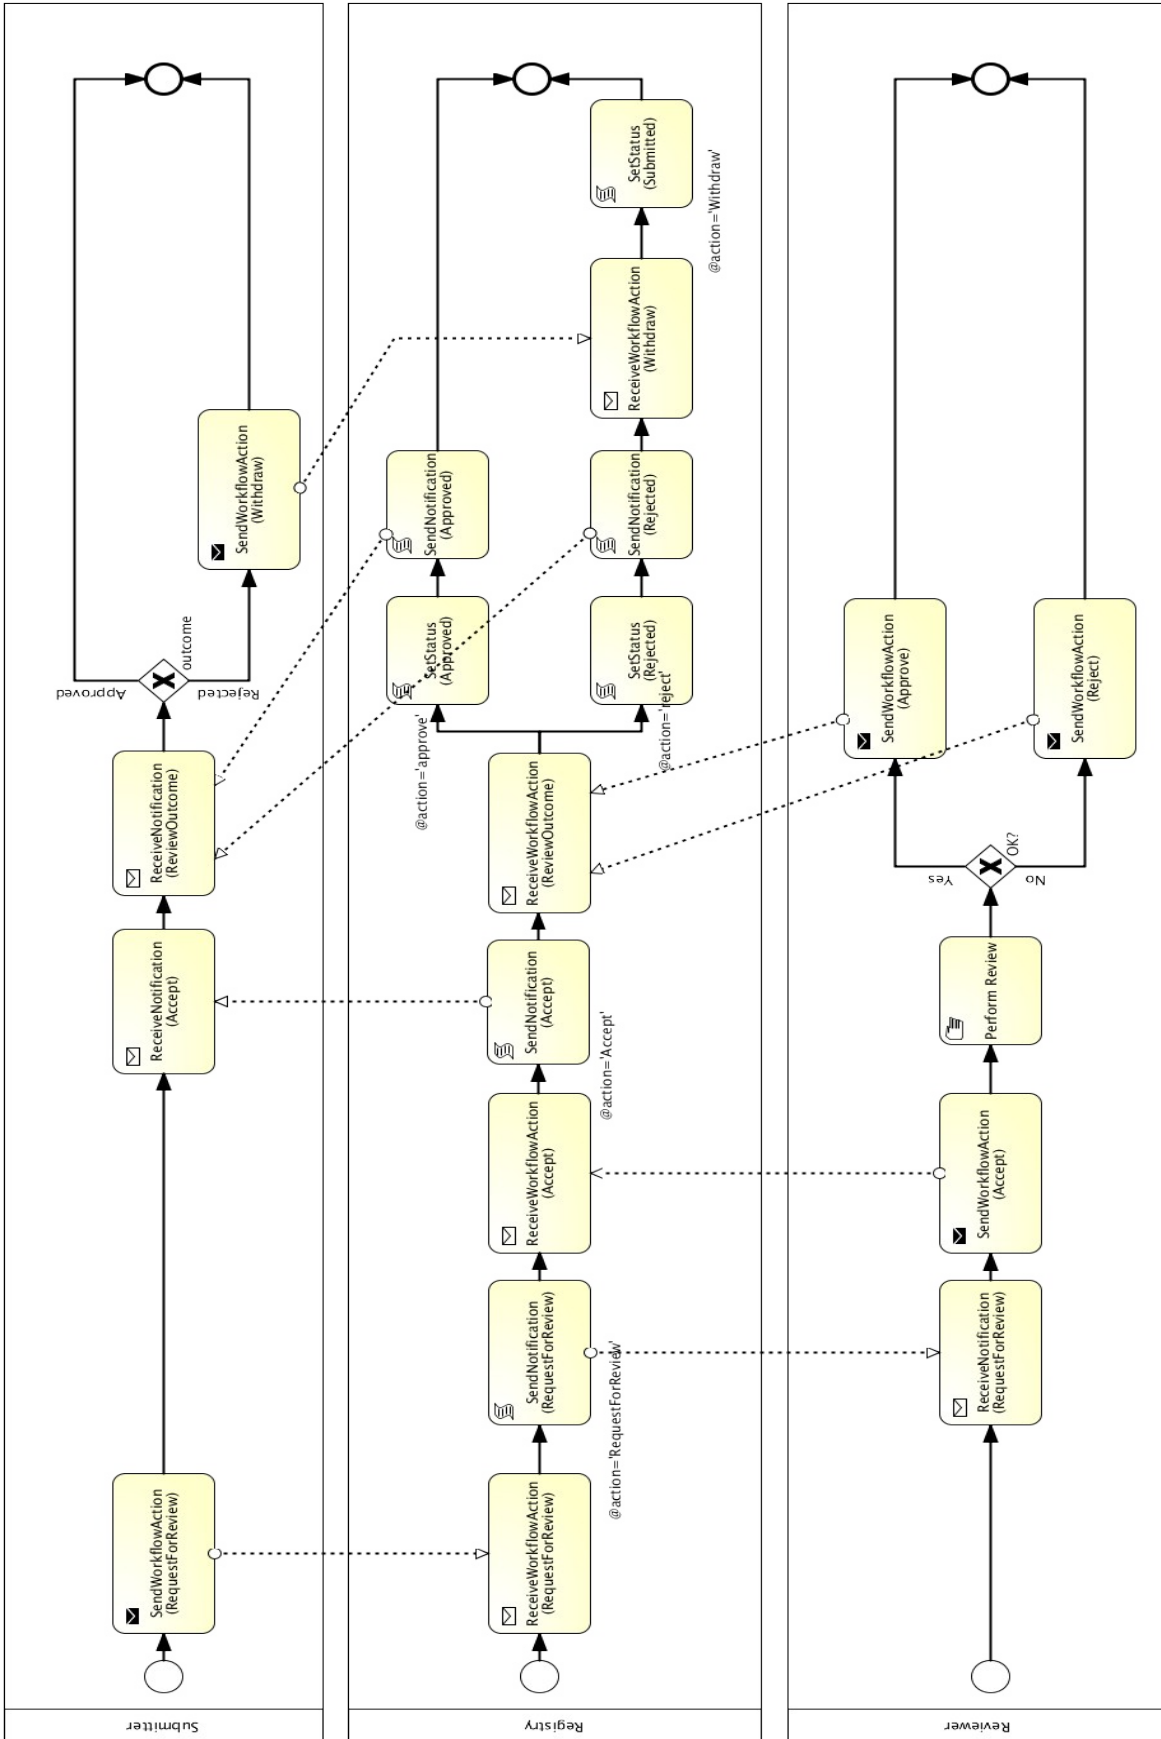 Submitter
SendWorkflowAction
(RequestForReview)
ReceiveNotification
(Accept)
ReceiveNotification
(ReviewOutcome)
outcome
Approved
Rejected
SendWorkflowAction
(Withdraw)
Registry
ReceiveWorkflowAction
(RequestForReview)
@action='RequestForReview'
SendNotification
(RequestForReview)
ReceiveWorkflowAction
(Accept)
@action='Accept'
SendNotification
(Accept)
ReceiveWorkflowAction
(ReviewOutcome)
@action='approve'
SetStatus
(Approved)
SendNotification
(Approved)
@action='reject'
SetStatus
(Rejected)
SendNotification
(Rejected)
ReceiveWorkflowAction
(Withdraw)
@action='Withdraw'
SetStatus
(Submitted)
Reviewer
ReceiveNotification
(RequestForReview)
SendWorkflowAction
(Accept)
Perform Review
OK?
Yes
No
SendWorkflowAction
(Approve)
SendWorkflowAction
(Reject)